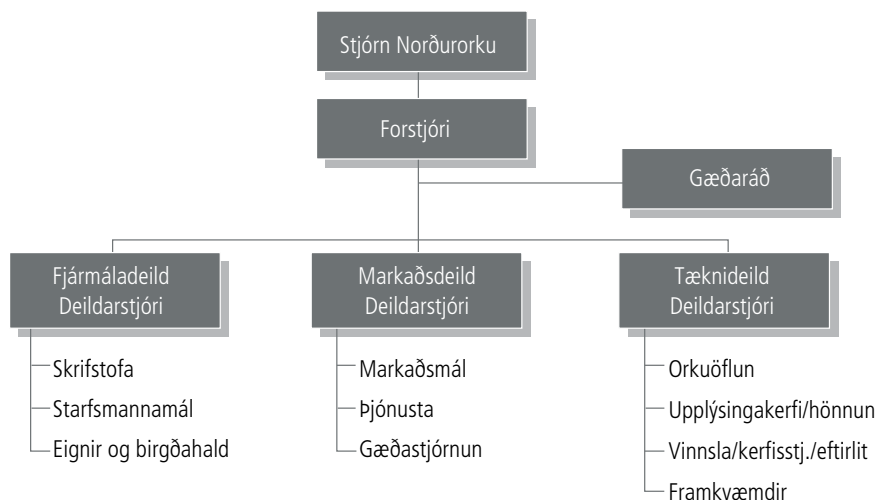 Stjórn Norðurorku
Forstjóri
Gæðaráð
Fjármáladeild
Deildarstjóri
Skrifstofa
Starfsmannamál
Eignir og birgðahald
Markaðsdeild
Deildarstjóri
Markaðsmál
Þjónusta
Gæðastjórnun
Tæknideild
Deildarstjóri
Orkuöflun
Upplýsingakerfi/hönnun
Vinnsla/kerfisstj./eftirlit
Framkvæmdir